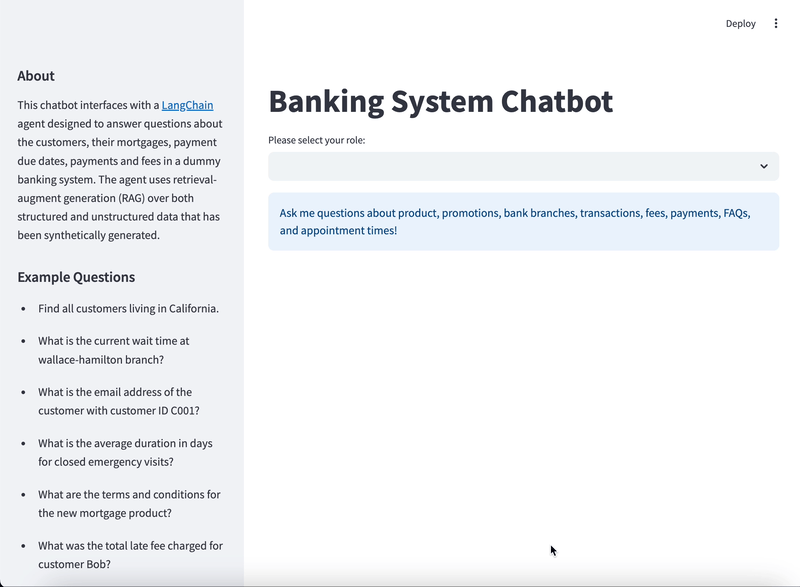 Deploy
About
This chatbot interfaces with a LangChain
agent designed to answer questions about
the customers, their mortgages, payment
due dates, payments and fees in a dummy
banking system. The agent uses retrieval-
augment generation (RAG) over both
structured and unstructured data that has
been synthetically generated.
Example Questions
• Find all customers living in California.
• What is the current wait time at
wallace-hamilton branch?
• What is the email address of the
customer with customer ID C001?
• What is the average duration in days
for closed emergency visits?
• What are the terms and conditions for
the new mortgage product?
• What was the total late fee charged for
customer Bob?
Banking System Chatbot
Please select your role:
Ask me questions about product, promotions, bank branches, transactions, fees, payments, FAQs,
and appointment times!